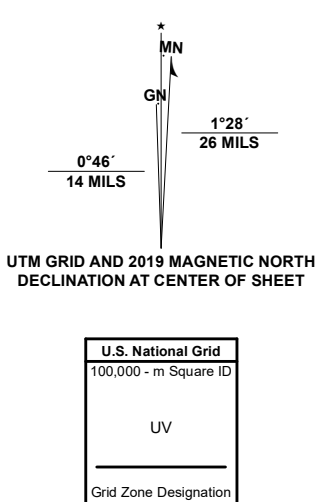 ★
MN
GN
1°28´
26 MILS
0°46´
14 MILS
UTM GRID AND 2019 MAGNETIC NORTH
DECLINATION AT CENTER OF SHEET
U.S. National Grid
100,000 - m Square ID
UV
Grid Zone Designation